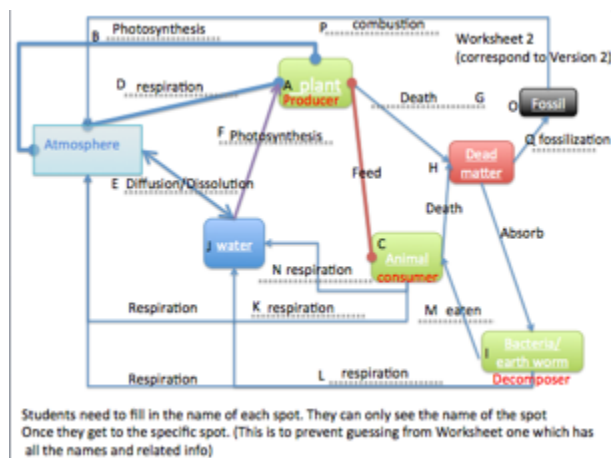 B Photosynthesis
P combustion
Worksheet 2
(correspond to Version 2)
D respiration
A plant
Producer
Death G
O Fossil
F Photosynthesis
Q fossilization
Atmosphere
H Dead
matter
E Diffusion/Dissolution
Feed
Death
J water
C
Animal
consumer
Absorb
N respiration
Respiration
K respiration
M eaten
I Bacteria/
earth worm
Decomposer
Respiration
L respiration
Students need to fill in the name of each spot. They can only see the name of the spot
Once they get to the specific spot. (This is to prevent guessing from Worksheet one which has
all the names and related info)